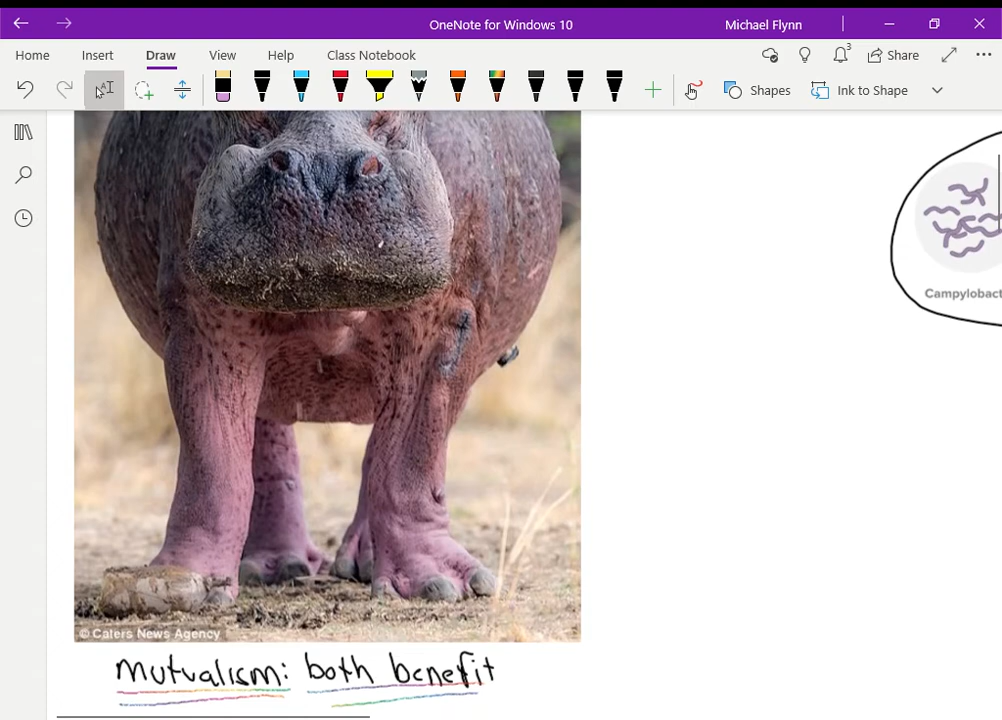 OneNote for Windows 10
Michael Flynn
Home
Insert
Draw
View
Help
Class Notebook
3
Share
Shapes
Ink to Shape
Campylobact
© Caters News Agency
Mutualism: both benefit